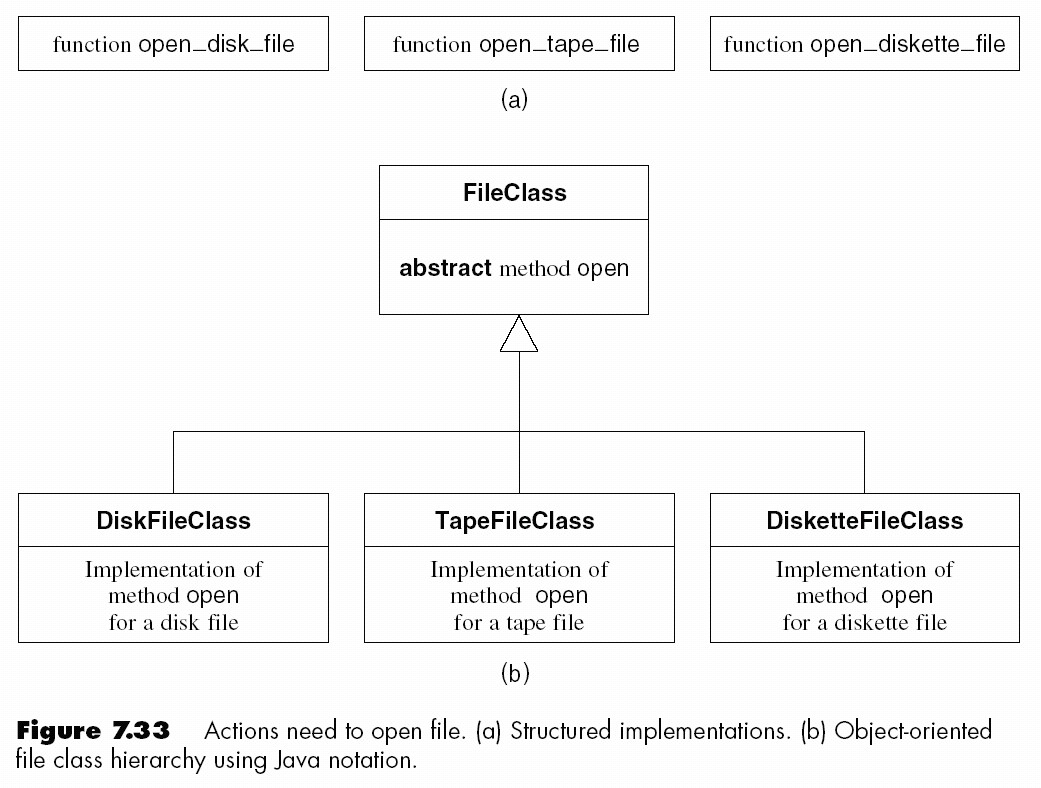 function open_disk_file
function open_tape_file
function open_diskette_file
(a)
FileClass
abstract method open
DiskFileClass
Implementation of
method open
for a disk file
TapeFileClass
Implementation of
method open
for a tape file
DisketteFileClass
Implementation of
method open
for a diskette file
(b)
Figure 7.33 Actions need to open file. (a) Structured implementations. (b) Object-oriented
file class hierarchy using Java notation.